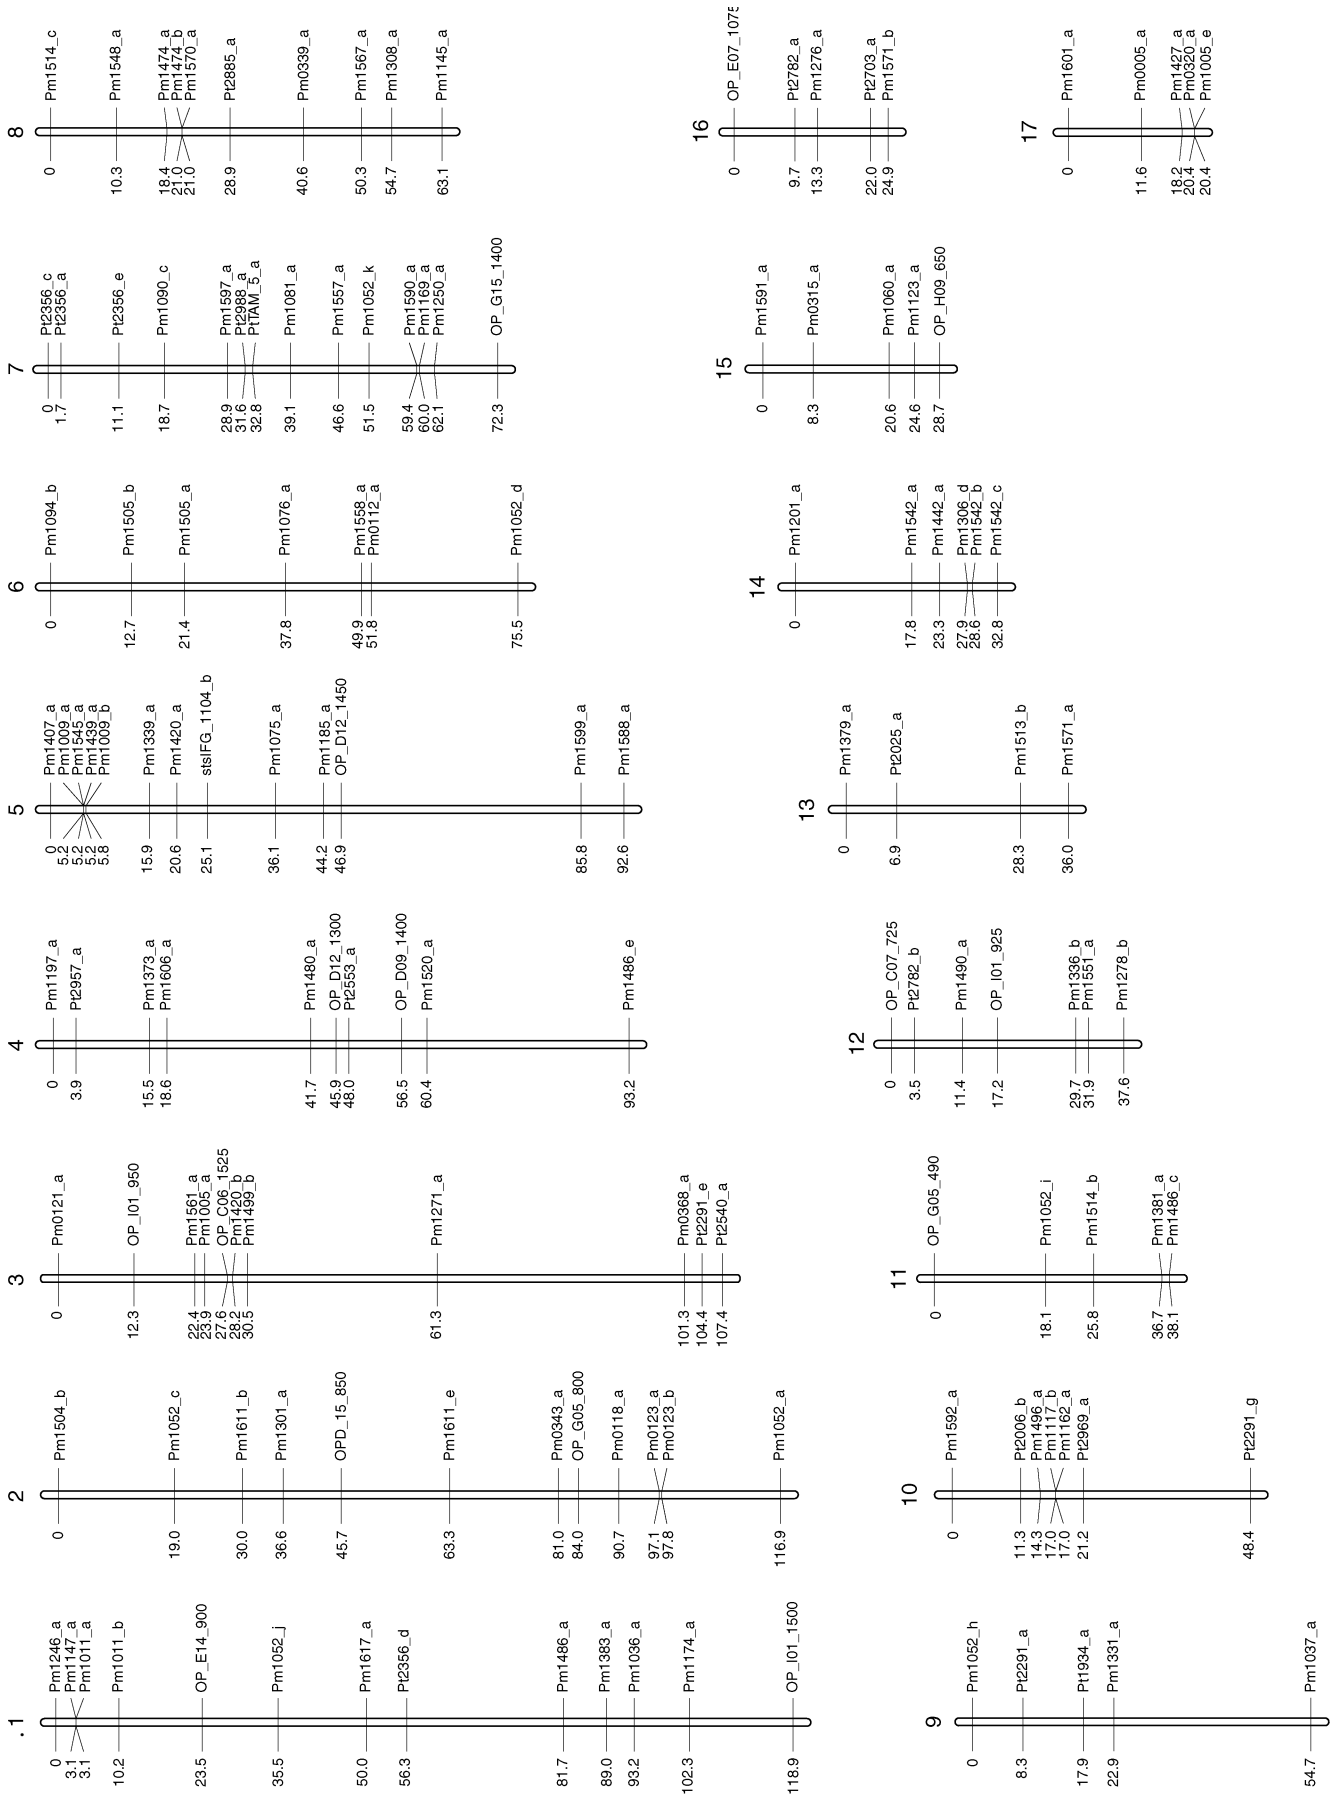 .1
0 Pm1246_a
3.1 Pm1147_a
3.1 Pm1011_a
10.2 Pm1011_b
23.5 OP_E14_900
35.5 Pm1052_j
50.0 Pm1617_a
56.3 Pt2356_d
81.7 Pm1486_a
89.0 Pm1383_a
93.2 Pm1036_a
102.3 Pm1174_a
118.9 OP_I01_1500
2
0 Pm1504_b
19.0 Pm1052_c
30.0 Pm1611_b
36.6 Pm1301_a
45.7 OPD_15_850
63.3 Pm1611_e
81.0 Pm0343_a
84.0 OP_G05_800
90.7 Pm0118_a
97.1 Pm0123_a
97.8 Pm0123_b
116.9 Pm1052_a
3
0 Pm0121_a
12.3 OP_I01_950
22.4 Pm1561_a
23.9 Pm1005_a
27.6 OP_C06_1525
28.2 Pm1420_b
30.5 Pm1499_b
61.3 Pm1271_a
101.3 Pm0368_a
104.4 Pt2291_e
107.4 Pt2540_a
4
0 Pm1197_a
3.9 Pt2957_a
15.5 Pm1373_a
18.6 Pm1606_a
41.7 Pm1480_a
45.9 OP_D12_1300
48.0 Pt2553_a
56.5 OP_D09_1400
60.4 Pm1520_a
93.2 Pm1486_e
5
0 Pm1407_a
5.2 Pm1009_a
5.2 Pm1545_a
5.2 Pm1439_a
5.8 Pm1009_b
15.9 Pm1339_a
20.6 Pm1420_a
25.1 stsIFG_1104_b
36.1 Pm1075_a
44.2 Pm1185_a
46.9 OP_D12_1450
85.8 Pm1599_a
92.6 Pm1588_a
6
0 Pm1094_b
12.7 Pm1505_b
21.4 Pm1505_a
37.8 Pm1076_a
49.9 Pm1558_a
51.8 Pm0112_a
75.5 Pm1052_d
7
0 Pt2356_c
1.7 Pt2356_a
11.1 Pt2356_e
18.7 Pm1090_c
28.9 Pm1597_a
31.6 Pt2988_a
32.8 PtTAM_5_a
39.1 Pm1081_a
46.6 Pm1557_a
51.5 Pm1052_k
59.4 Pm1590_a
60.0 Pm1169_a
62.1 Pm1250_a
72.3 OP_G15_1400
8
0 Pm1514_c
10.3 Pm1548_a
18.4 Pm1474_a
21.0 Pm1474_b
21.0 Pm1570_a
28.9 Pt2885_a
40.6 Pm0339_a
50.3 Pm1567_a
54.7 Pm1308_a
63.1 Pm1145_a
9
0 Pm1052_h
8.3 Pt2291_a
17.9 Pt1934_a
22.9 Pm1331_a
54.7 Pm1037_a
10
0 Pm1592_a
11.3 Pt2006_b
14.3 Pm1496_a
17.0 Pm1117_b
17.0 Pm1162_a
21.2 Pt2969_a
48.4 Pt2291_g
11
0 OP_G05_490
18.1 Pm1052_i
25.8 Pm1514_b
36.7 Pm1381_a
38.1 Pm1486_c
12
0 OP_C07_725
3.5 Pt2782_b
11.4 Pm1490_a
17.2 OP_I01_925
29.7 Pm1336_b
31.9 Pm1551_a
37.6 Pm1278_b
13
0 Pm1379_a
6.9 Pt2025_a
28.3 Pm1513_b
36.0 Pm1571_a
14
0 Pm1201_a
17.8 Pm1542_a
23.3 Pm1442_a
27.9 Pm1306_d
28.6 Pm1542_b
32.8 Pm1542_c
15
0 Pm1591_a
8.3 Pm0315_a
20.6 Pm1060_a
24.6 Pm1123_a
28.7 OP_H09_650
16
0 OP_E07_1075
9.7 Pt2782_a
13.3 Pm1276_a
22.0 Pt2703_a
24.9 Pm1571_b
17
0 Pm1601_a
11.6 Pm0005_a
18.2 Pm1427_a
20.4 Pm0320_a
20.4 Pm1005_e